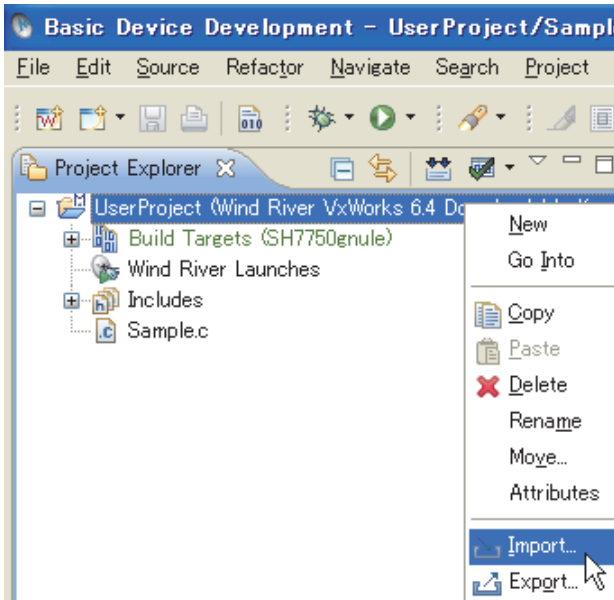 Basic Device Development - UserProject/Sampl
File Edit Source Refactor Navigate Search Project
010
Project Explorer
UserProject (Wind River VxWorks 6.4 Do
Build Targets (SH7750gnule)
Wind River Launches
Includes
Sample.c
New
Go Into
Copy
Paste
Delete
Rename
Move...
Attributes
Import...
Export...